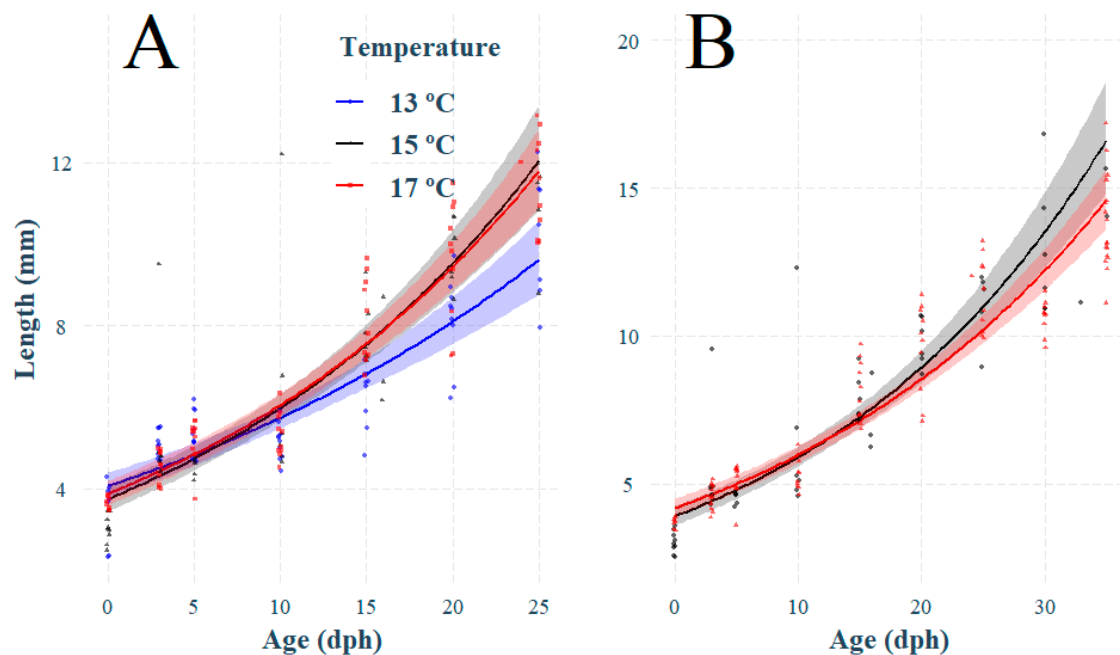 A
B
Temperature
13 ºC
15 ºC
17 ºC
Length (mm)
12
8
4
0 5 10 15 20 25
Age (dph)
20
15
10
5
0 10 20 30
Age (dph)